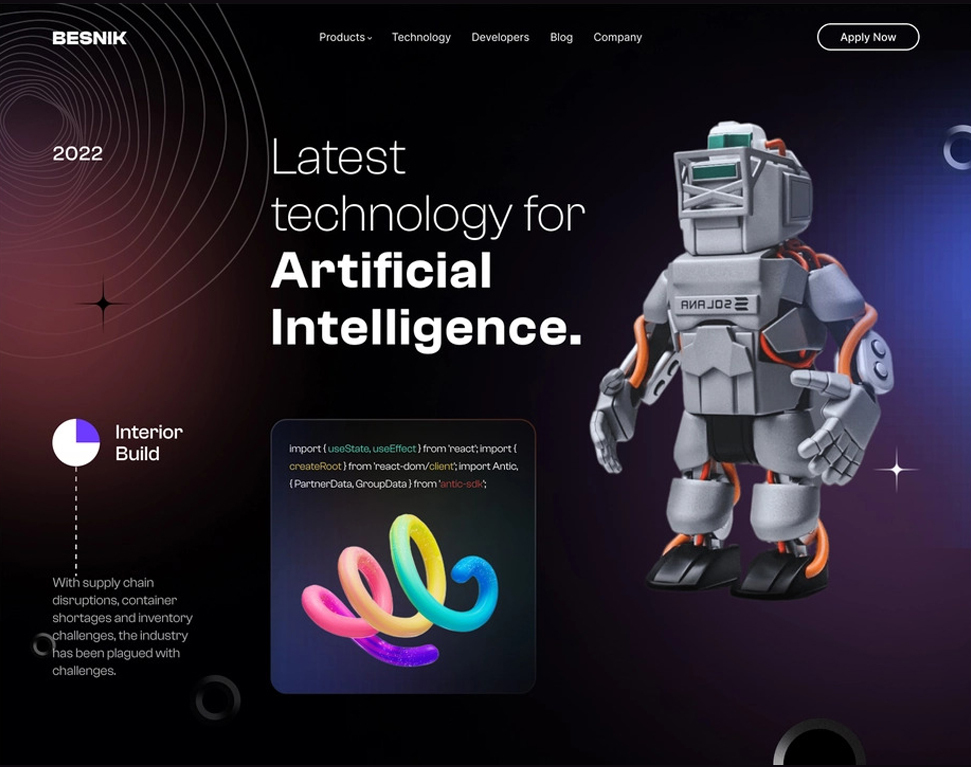 BESNIK
Products
Technology
Developers
Blog
Company
Apply Now
2022
Latest
technology for
Artificial
Intelligence.
SOLANA
Interior
Build
import { useState, useEffect } from 'react'; import {
createRoot } from 'react-dom/client'; import Antic,
{ PartnerData, GroupData } from 'antic-sdk';
With supply chain
disruptions, container
shortages and inventory
challenges, the industry
has been plagued with
challenges.